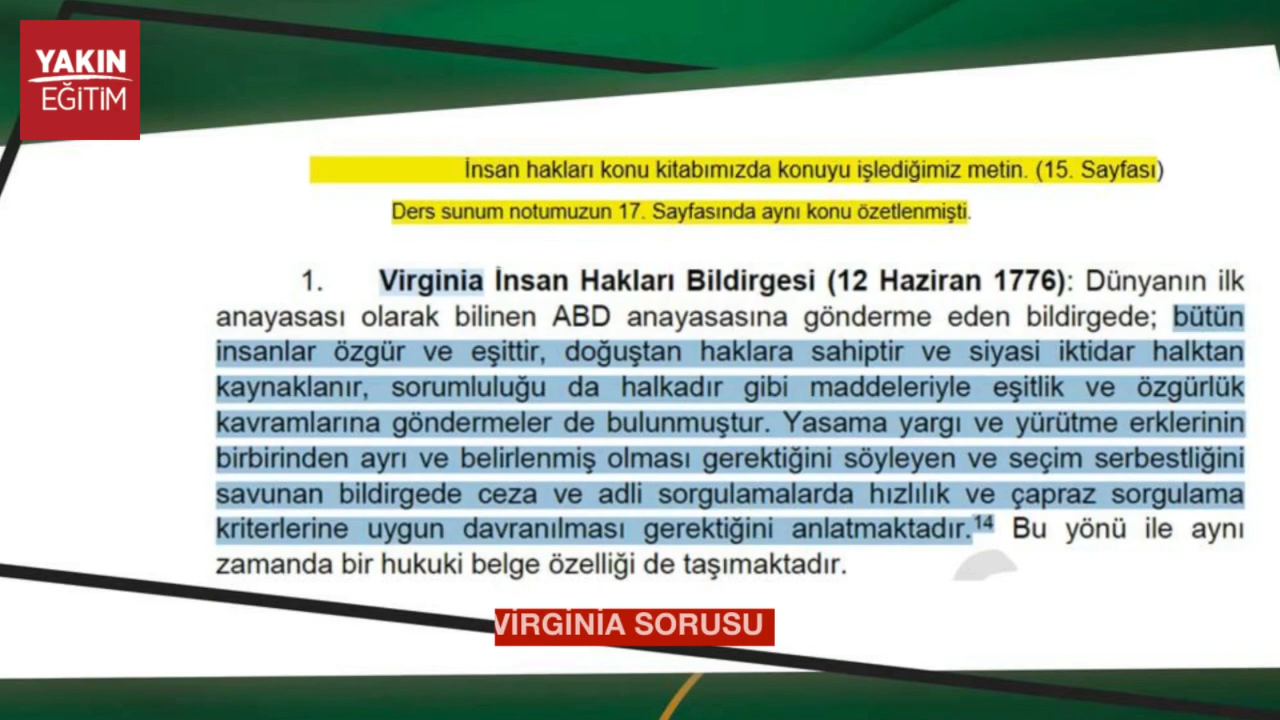 YAKIN
EĞİTİM
İnsan hakları konu kitabımızda konuyu işlediğimiz metin. (15. Sayfası)
Ders sunum notumuzun 17. Sayfasında aynı konu özetlenmişti.
1. Virginia İnsan Hakları Bildirgesi (12 Haziran 1776): Dünyanın ilk
anayasası olarak bilinen ABD anayasasına gönderme eden bildirgede; bütün
insanlar özgür ve eşittir, doğuştan haklara sahiptir ve siyasi iktidar halktan
kaynaklanır, sorumluluğu da halkadır gibi maddeleriyle eşitlik ve özgürlük
kavramlarına göndermeler de bulunmuştur. Yasama yargı ve yürütme erklerinin
birbirinden ayrı ve belirlenmiş olması gerektiğini söyleyen ve seçim serbestliğini
savunan bildirgede ceza ve adli sorgulamalarda hızlılık ve çapraz sorgulama
kriterlerine uygun davranılması gerektiğini anlatmaktadır.14 Bu yönü ile aynı
zamanda bir hukuki belge özelliği de taşımaktadır.
VİRGİNİA SORUSU